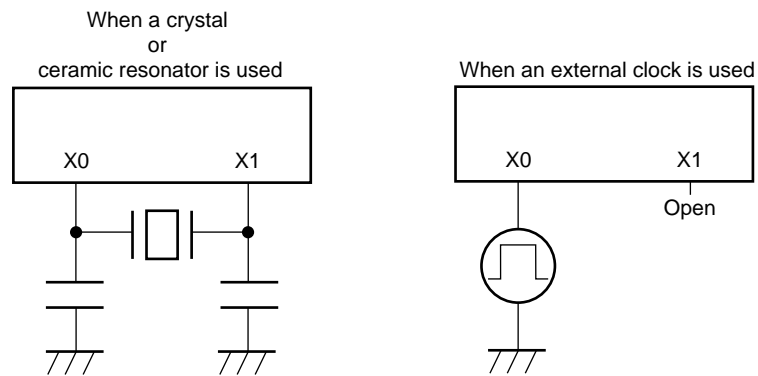 When a crystal
or
ceramic resonator is used
X0
X1
When an external clock is used
X0
X1
Open